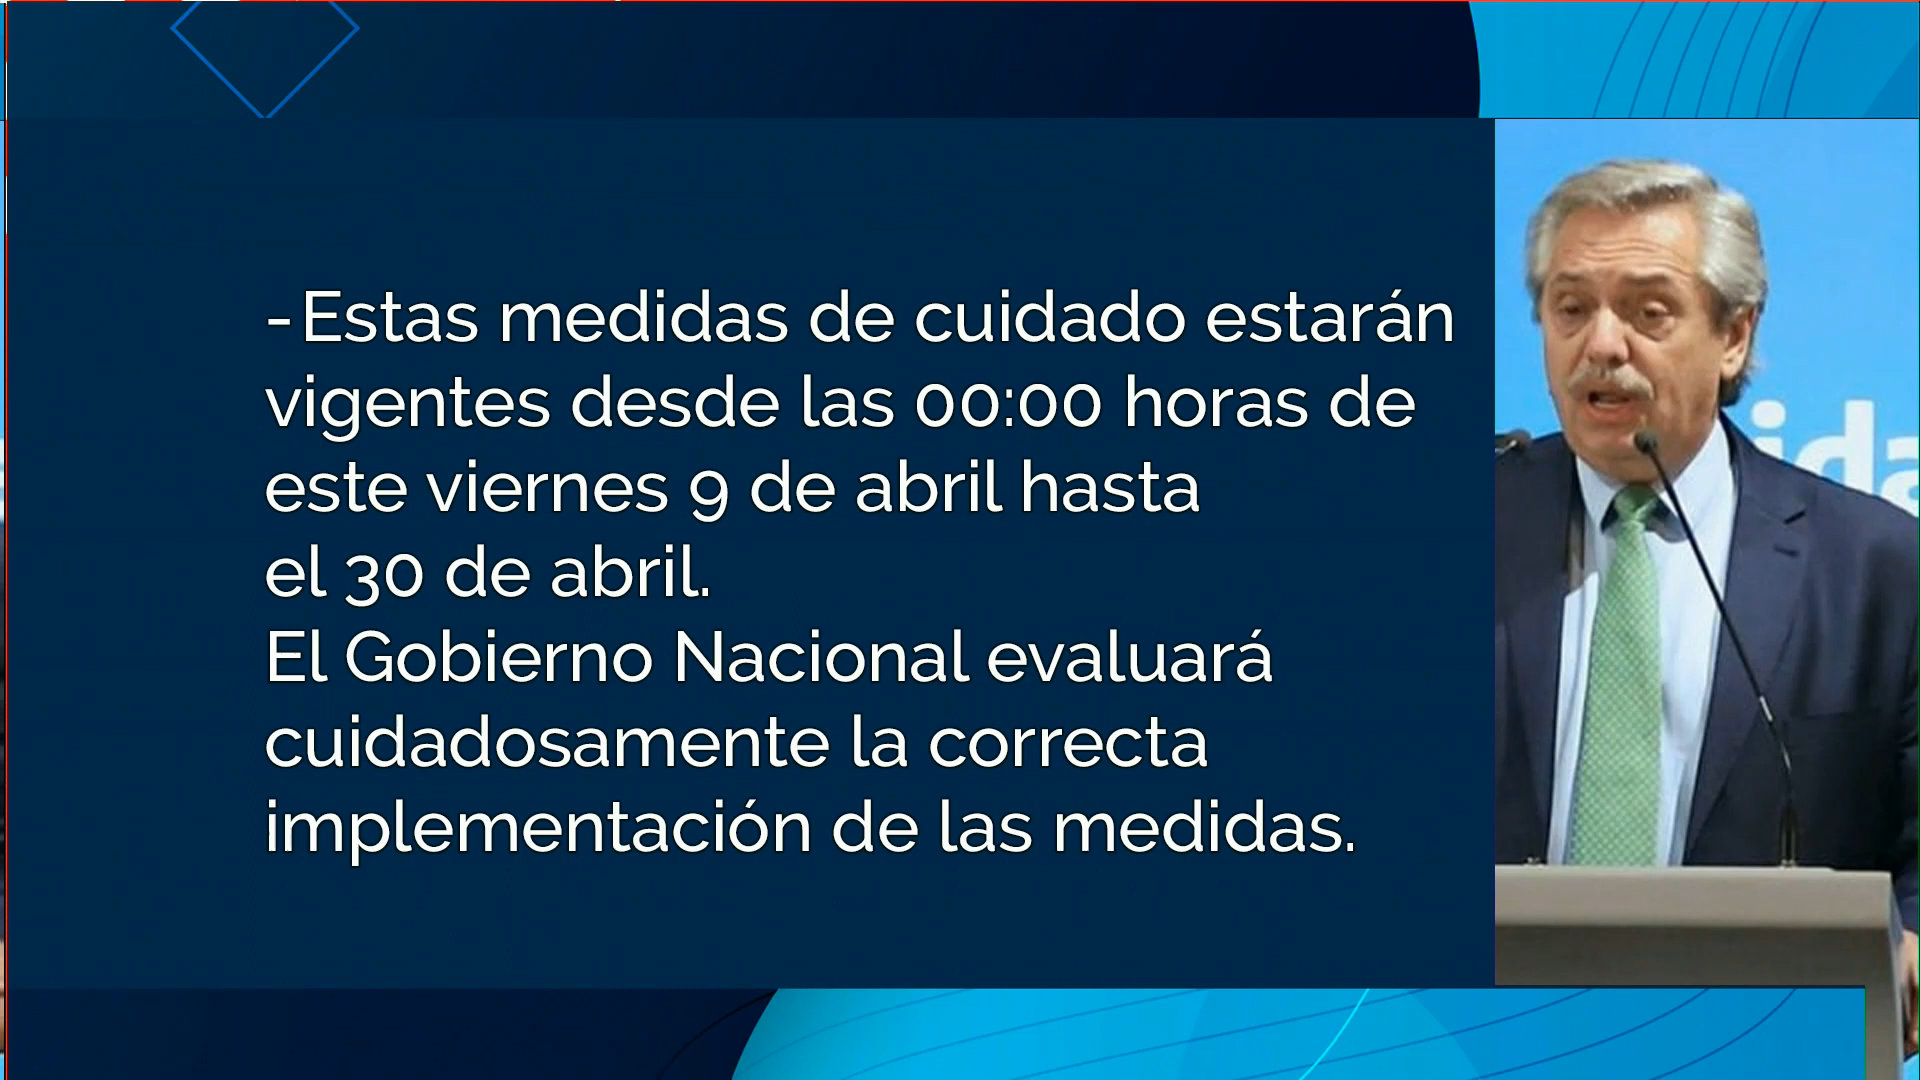 -Estas medidas de cuidado estarán
vigentes desde las 00:00 horas de
este viernes 9 de abril hasta
el 30 de abril.
El Gobierno Nacional evaluará
cuidadosamente la correcta
implementación de las medidas.
ida